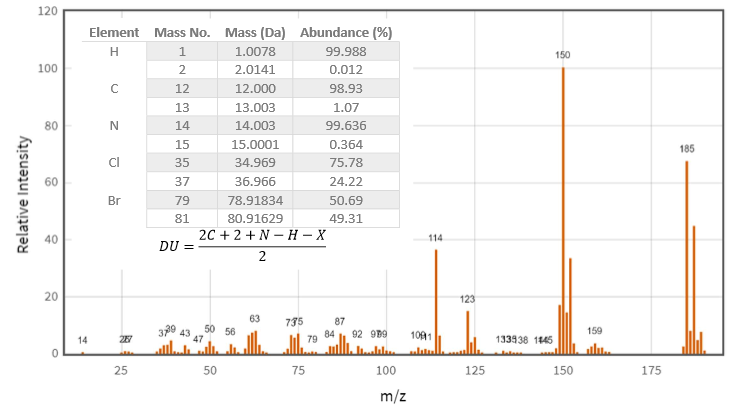 120
100
80
60
40
20
0
Relative Intensity
Element Mass No. Mass (Da) Abundance (%)
H 1 1.0078 99.988
2 2.0141 0.012
C 12 12.000 98.93
13 13.003 1.07
N 14 14.003 99.636
15 15.0001 0.364
Cl 35 34.969 75.78
37 36.966 24.22
Br 79 78.91834 50.69
81 80.91629 49.31
DU = 2C + 2 + N − H − X
2
150
185
114
123
14 37 39 43 47 50 56 63 73 75 79 84 87 92 99 109 111 138 145 159
25 50 75 100 125 150 175
m/z